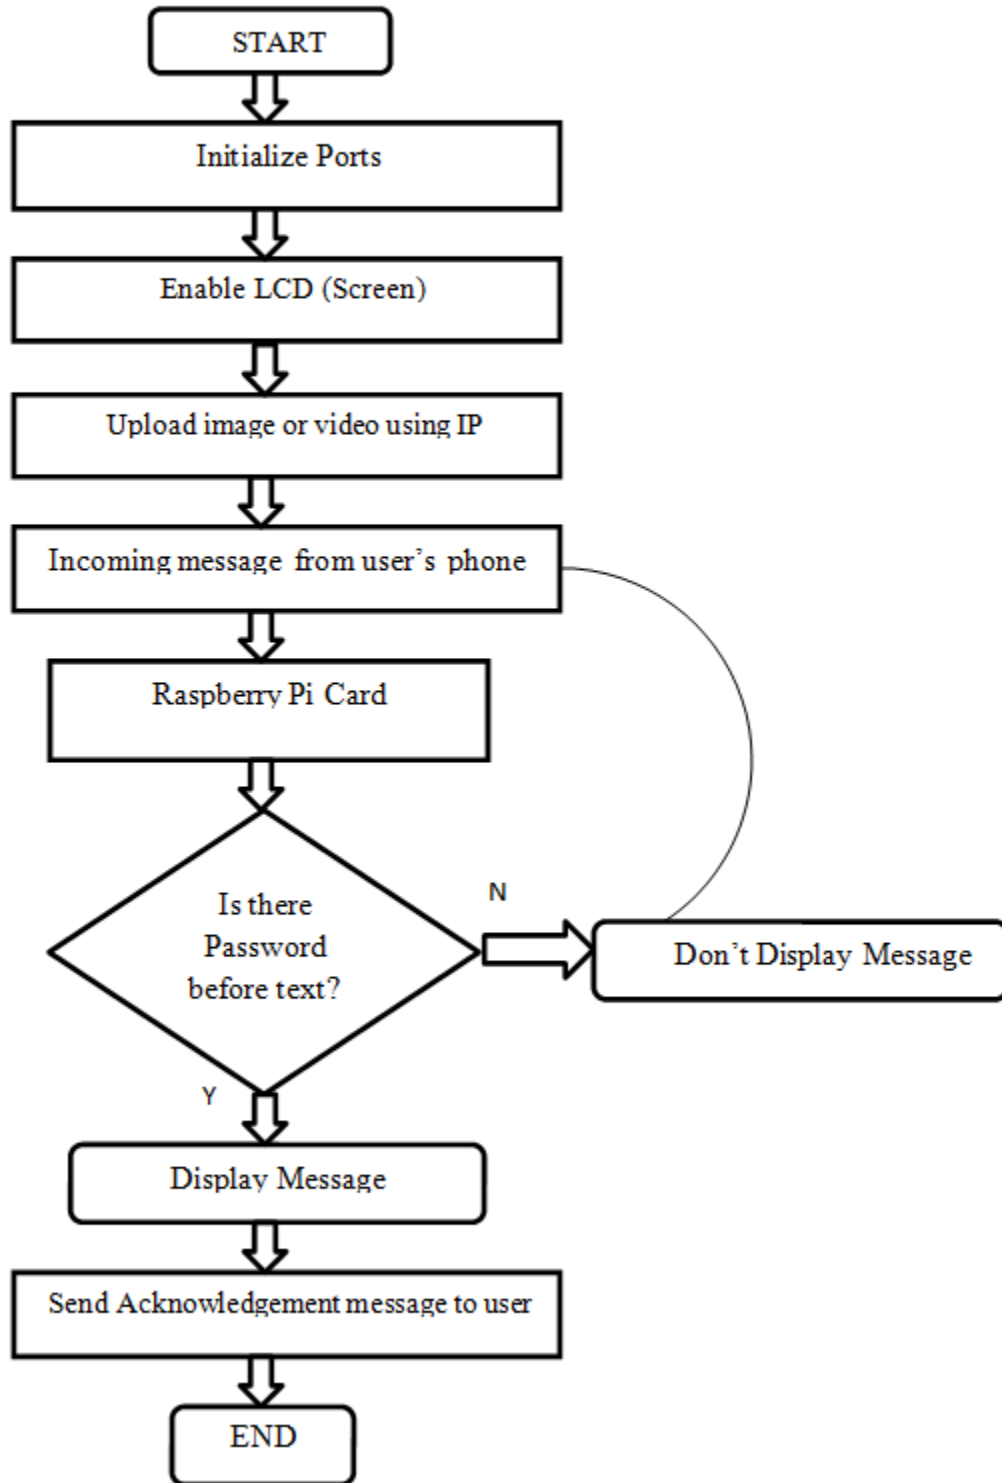 START
Initialize Ports
Enable LCD (Screen)
Upload image or video using IP
Incoming message from user's phone
Raspberry Pi Card
Is there
Password
before text?
N
Don't Display Message
Y
Display Message
Send Acknowledgement message to user
END